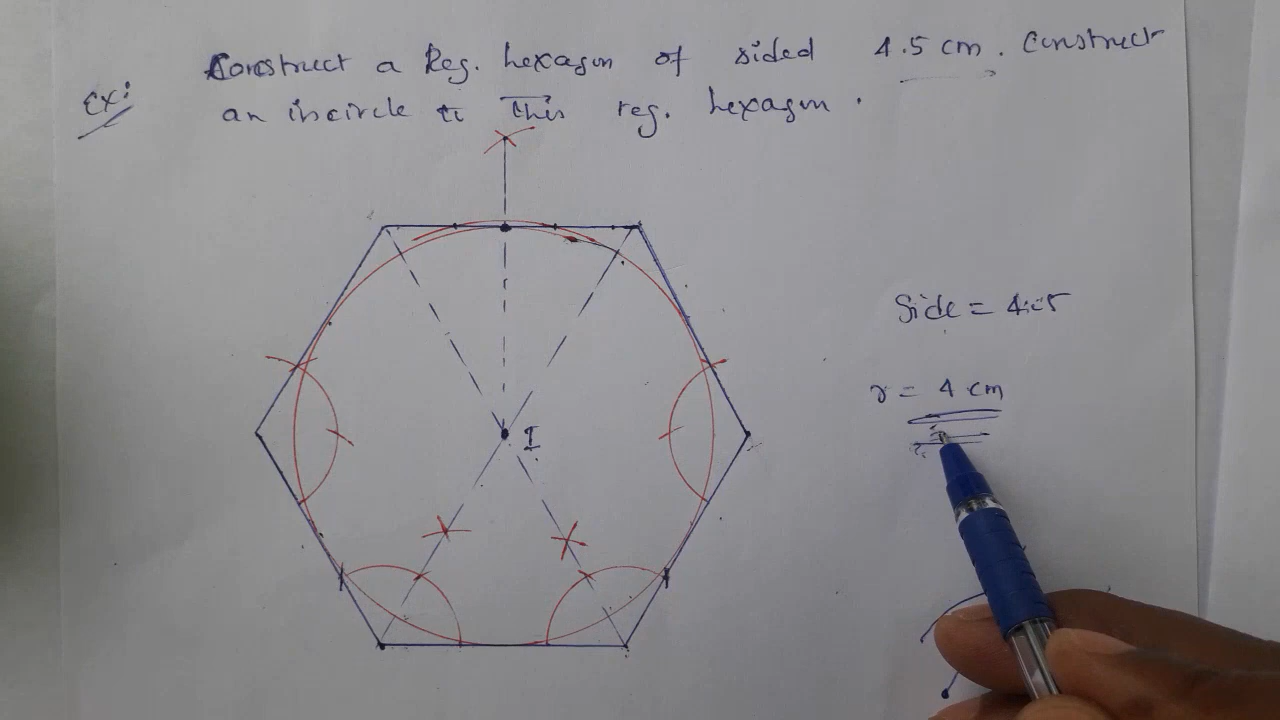 Ex: Construct a Reg. hexagon of sided 4.5 cm. Construct
an incircle to this reg. hexagon.
I
Side = 4.5
r = 4 cm